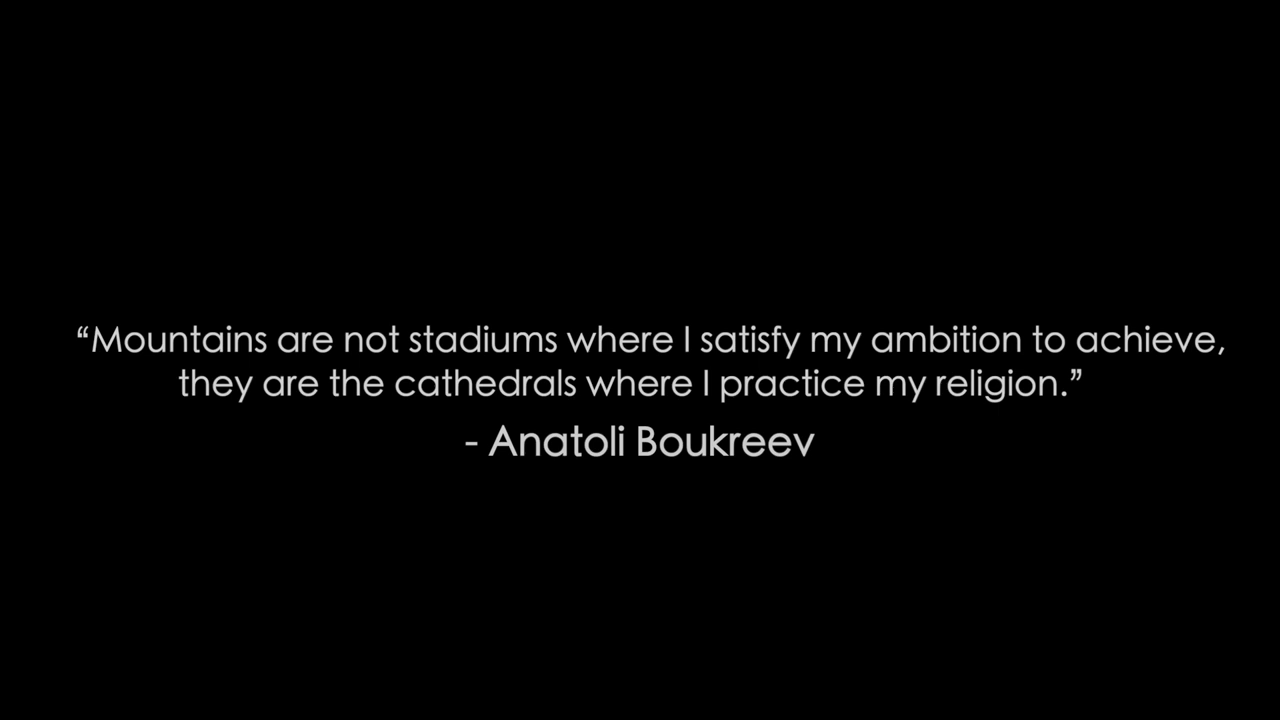 “Mountains are not stadiums where I satisfy my ambition to achieve,
they are the cathedrals where I practice my religion.”
- Anatoli Boukreev